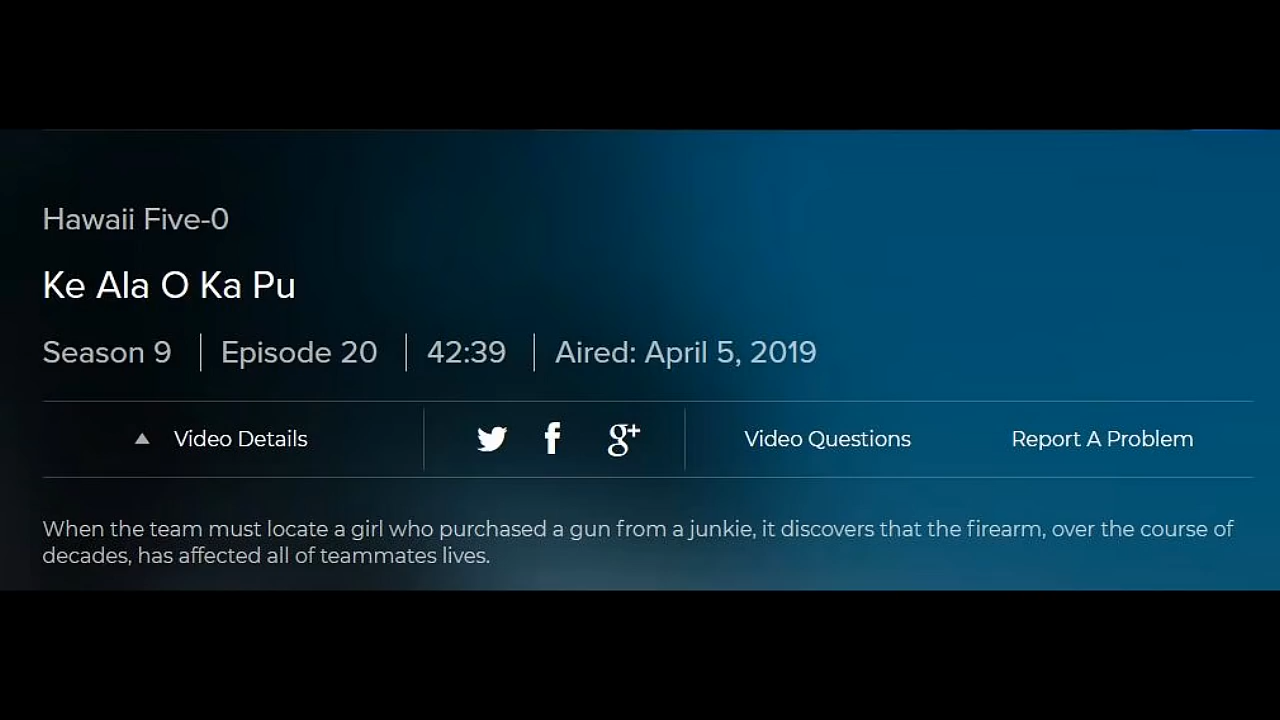 Hawaii Five-0
Ke Ala O Ka Pu
Season 9 Episode 20 42:39 Aired: April 5, 2019
Video Details g+ Video Questions Report A Problem
When the team must locate a girl who purchased a gun from a junkie, it discovers that the firearm, over the course of
decades, has affected all of teammates lives.